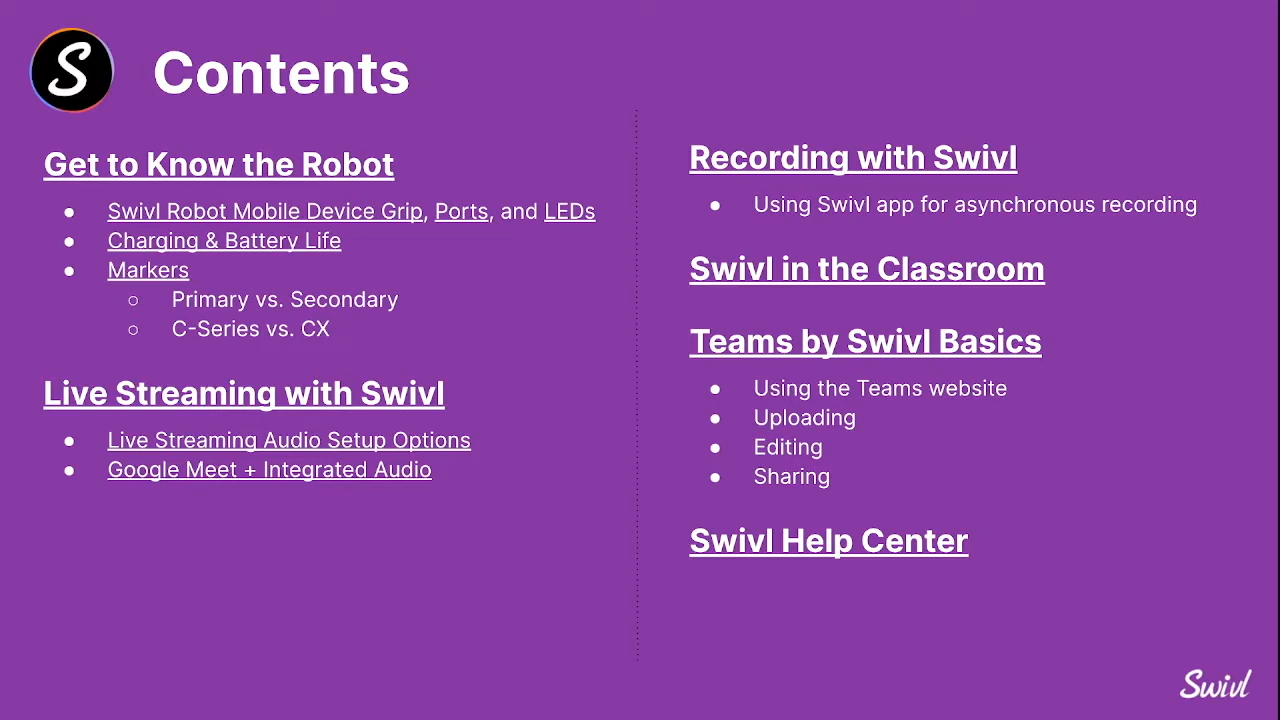 S
Contents
Get to Know the Robot
● Swivl Robot Mobile Device Grip, Ports, and LEDs
● Charging & Battery Life
● Markers
○ Primary vs. Secondary
○ C-Series vs. CX
Live Streaming with Swivl
● Live Streaming Audio Setup Options
● Google Meet + Integrated Audio
Recording with Swivl
● Using Swivl app for asynchronous recording
Swivl in the Classroom
Teams by Swivl Basics
● Using the Teams website
● Uploading
● Editing
● Sharing
Swivl Help Center
Swivl